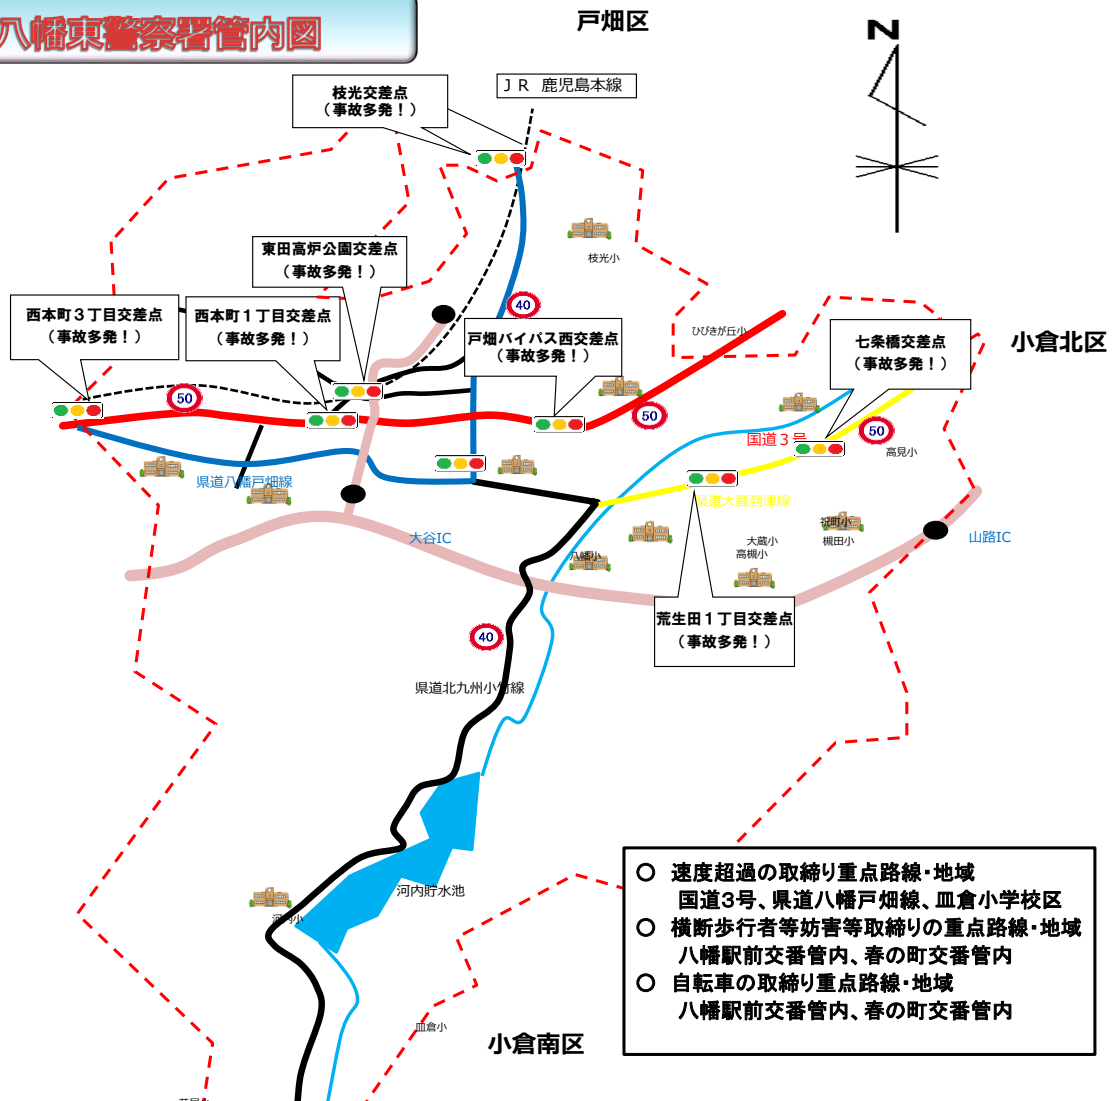 八幡東警察署管内図
戸畑区
N
枝光交差点
（事故多発！）
ＪＲ 鹿児島本線
枝光小
東田高炉公園交差点
（事故多発！）
西本町３丁目交差点
（事故多発！）
西本町１丁目交差点
（事故多発！）
40
戸畑バイパス西交差点
（事故多発！）
ひびきが丘小
七条橋交差点
（事故多発！）
小倉北区
50
50
50
国道３号
高見小
県道八幡戸畑線
県道大蔵到津線
祝町小
大谷IC
大蔵小
槻田小
山路IC
高槻小
八幡小
荒生田１丁目交差点
（事故多発！）
40
県道北九州小竹線
河内貯水池
河内小
皿倉小
小倉南区
○ 速度超過の取締り重点路線・地域
国道3号、県道八幡戸畑線、皿倉小学校区
○ 横断歩行者等妨害等取締りの重点路線・地域
八幡駅前交番管内、春の町交番管内
○ 自転車の取締り重点路線・地域
八幡駅前交番管内、春の町交番管内